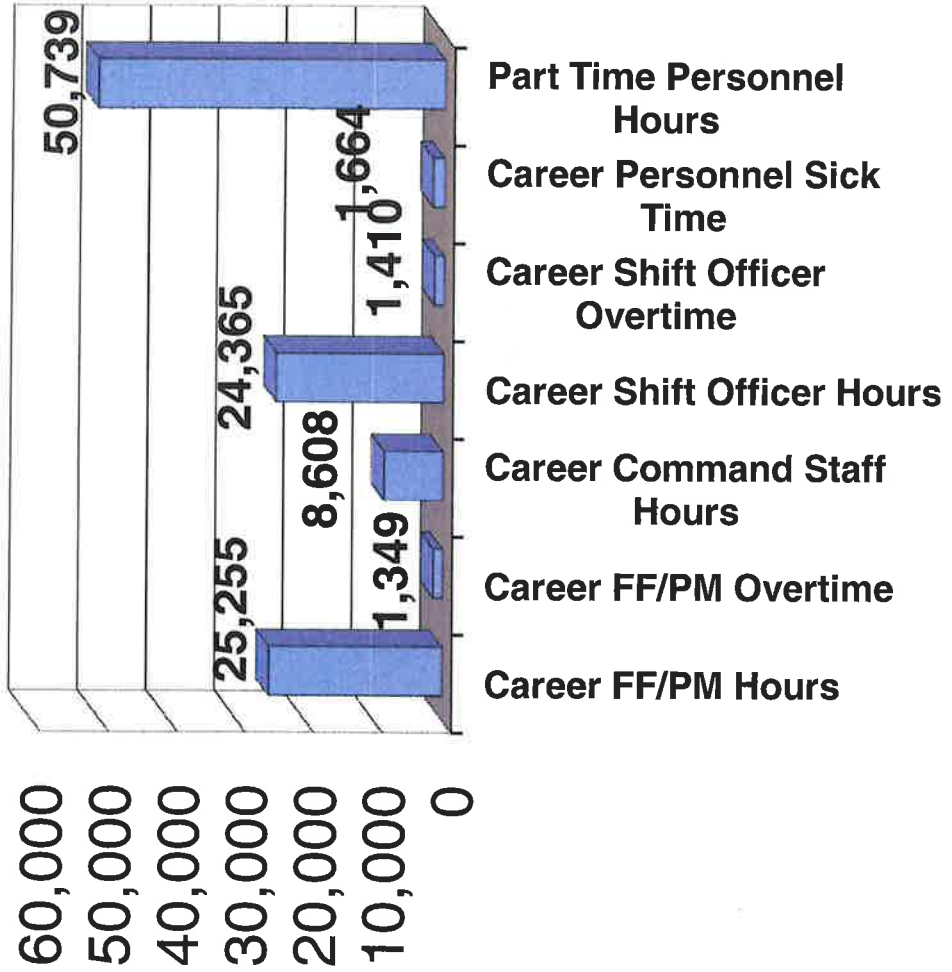 60,000
50,000
40,000
30,000
20,000
10,000
0
25,255
1,349
8,608
24,365
1,410
1,664
50,739
Part Time Personnel
Hours
Career Personnel Sick
Time
Career Shift Officer
Overtime
Career Shift Officer Hours
Career Command Staff
Hours
Career FF/PM Overtime
Career FF/PM Hours